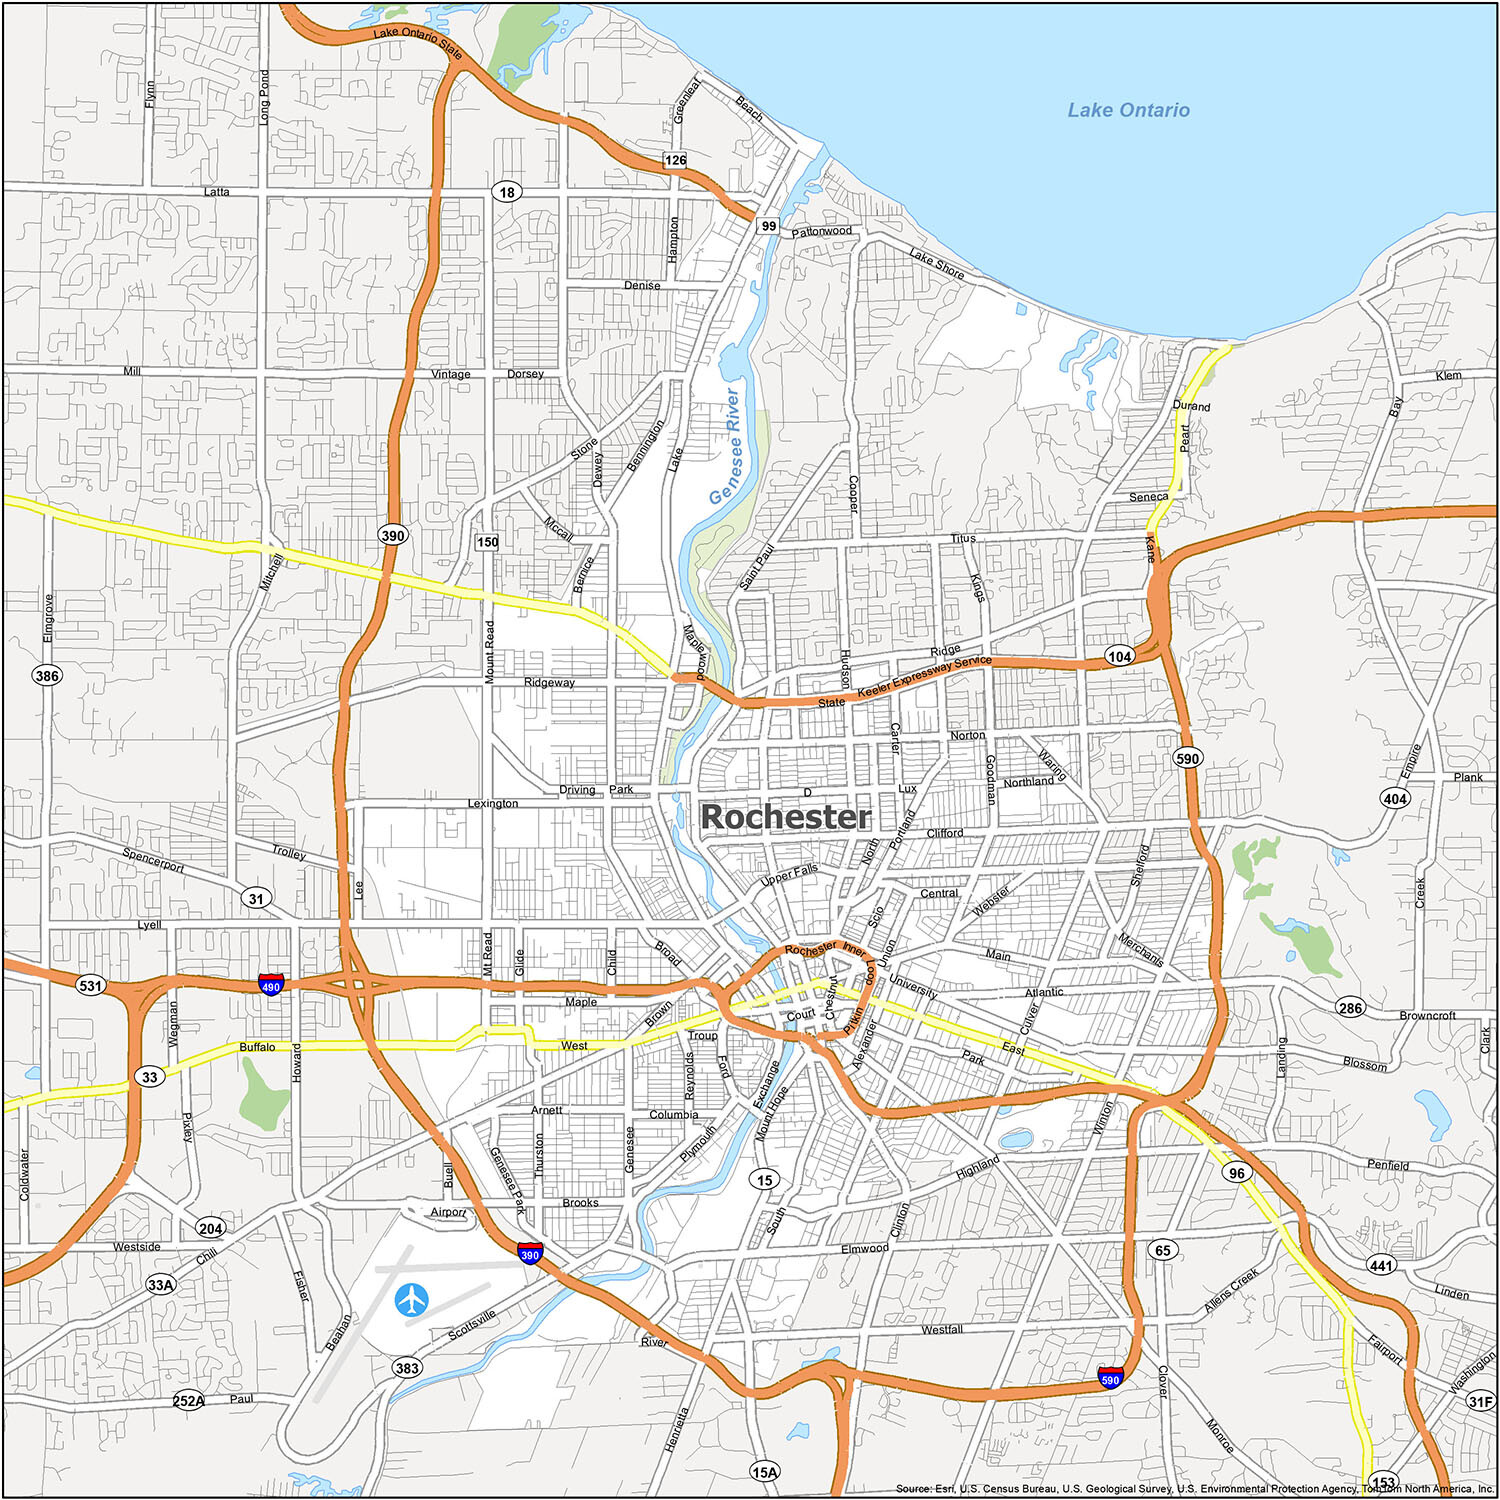 Lake Ontario State
Flynn
Long Pond
Greenleaf
Beach
Lake Ontario
126
Latta
18
99
Pattonwood
Hampton
Lake Shore
Denise
Mill
Vintage
Dorsey
Klem
Bay
Durand
Peart
Genesee River
Stone
Bennington
Dewey
Lake
Cooper
Seneca
Mccall
390
150
Titus
Kane
Saint Paul
Mitchell
Bernice
Kings
Elmgrove
Mount Read
Maplewood
386
Hudson
Ridge
104
Ridgeway
Keeler Expressway Service
State
Carter
Norton
Waring
590
Goodman
Northland
Empire
Plank
Driving Park
D
Lux
Lexington
404
Rochester
Portland
Clifford
North
Spencerport
Trolley
Upper Falls
Shelford
Lee
31
Central
Webster
Creek
Scio
Lyell
Mt Read
Glide
Child
Broad
Rochester Inner Loop
Union
Main
Merchants
531
490
University
Chestnut
Atlantic
Maple
Brown
Court
Pitkin
Culver
286
Browncroft
Wegman
Buffalo
Howard
West
Troup
Alexander
East
Park
Landing
Blossom
Clark
33
Reynolds
Ford
Exchange
Mount Hope
Pixley
Arnett
Columbia
Winton
Coldwater
Thurston
Genesee
Plymouth
Genesee Park
Buell
Highland
Penfield
15
96
Brooks
Airport
204
South
Clinton
Westside
Chili
390
Elmwood
65
441
33A
Fisher
Allens Creek
Linden
Beahan
Scottsville
River
Westfall
Fairport
383
590
Washington
252A
Paul
Clover
31F
Henrietta
Monroe
15A
153
Source: Esri, U.S. Census Bureau, U.S. Geological Survey, U.S. Environmental Protection Agency, TomTom North America, Inc.